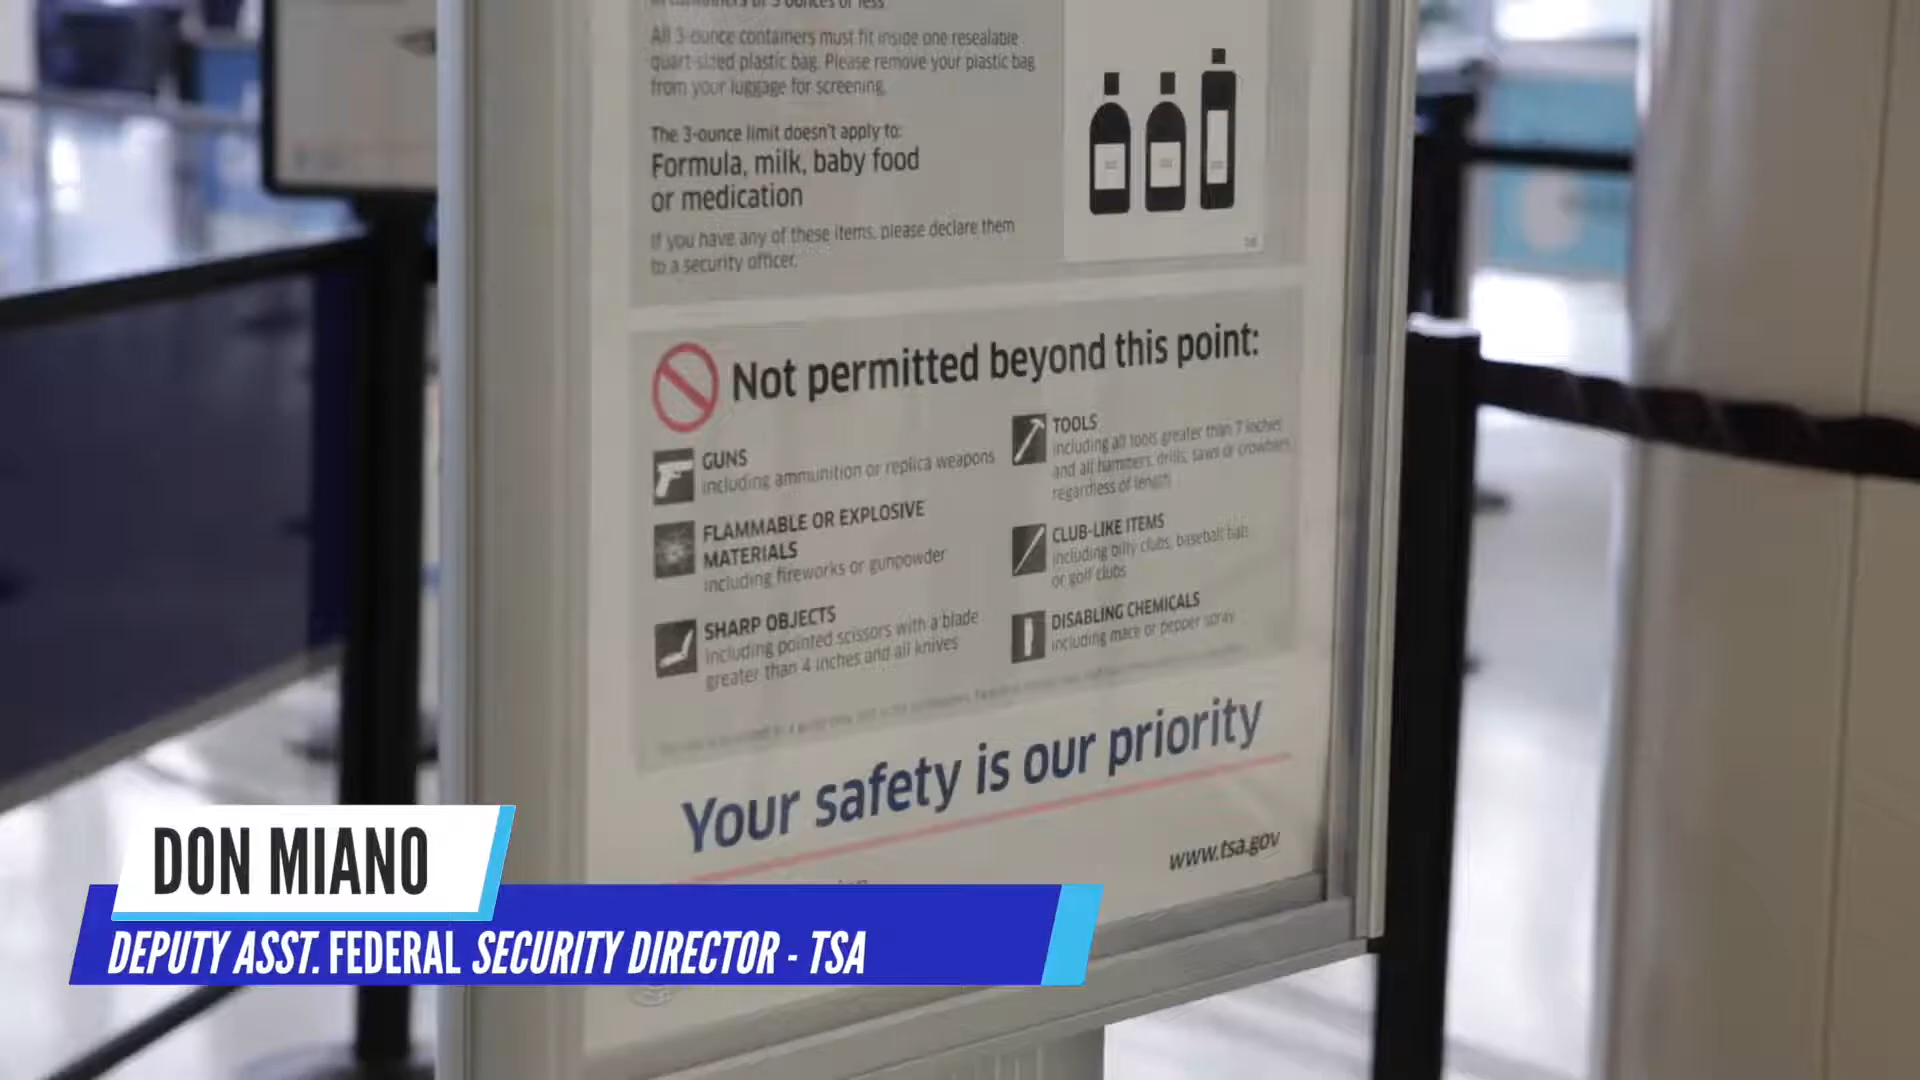 in containers of 3 ounces or less
All 3-ounce containers must fit inside one resealable
quart-sized plastic bag. Please remove your plastic bag
from your luggage for screening.
The 3-ounce limit doesn't apply to:
Formula, milk, baby food
or medication
If you have any of these items, please declare them
to a security officer.
Not permitted beyond this point:
GUNS
including ammunition or replica weapons
FLAMMABLE OR EXPLOSIVE
MATERIALS
including fireworks or gunpowder
SHARP OBJECTS
including pointed scissors with a blade
greater than 4 inches and all knives
TOOLS
including all tools greater than 7 inches
and all hammers, drills, saws or crowbars
regardless of length
CLUB-LIKE ITEMS
including billy clubs, baseball bats
or golf clubs
DISABLING CHEMICALS
including mace or pepper spray
Your safety is our priority
www.tsa.gov
DON MIANO
DEPUTY ASST. FEDERAL SECURITY DIRECTOR - TSA